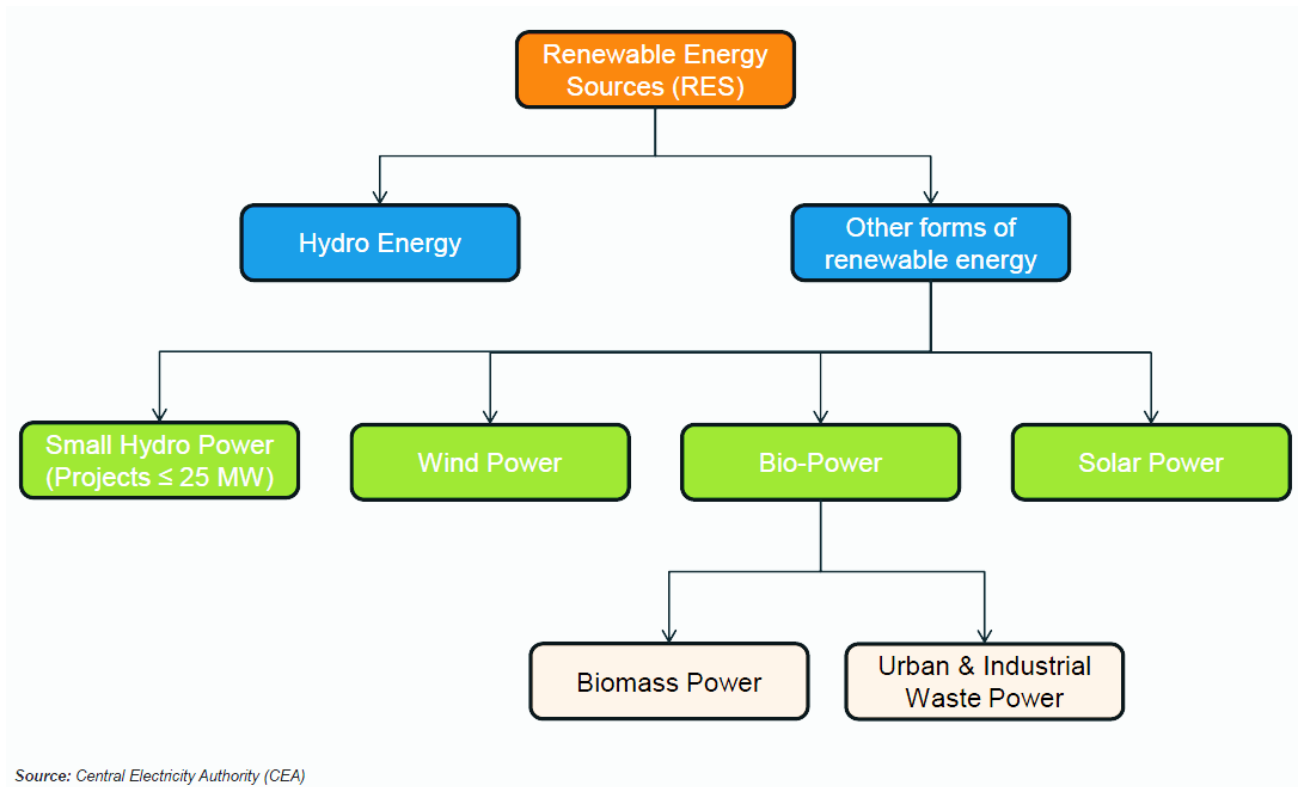 Renewable Energy
Sources (RES)
Hydro Energy
Other forms of
renewable energy
Small Hydro Power
(Projects ≤ 25 MW)
Wind Power
Bio-Power
Solar Power
Biomass Power
Urban & Industrial
Waste Power
Source: Central Electricity Authority (CEA)